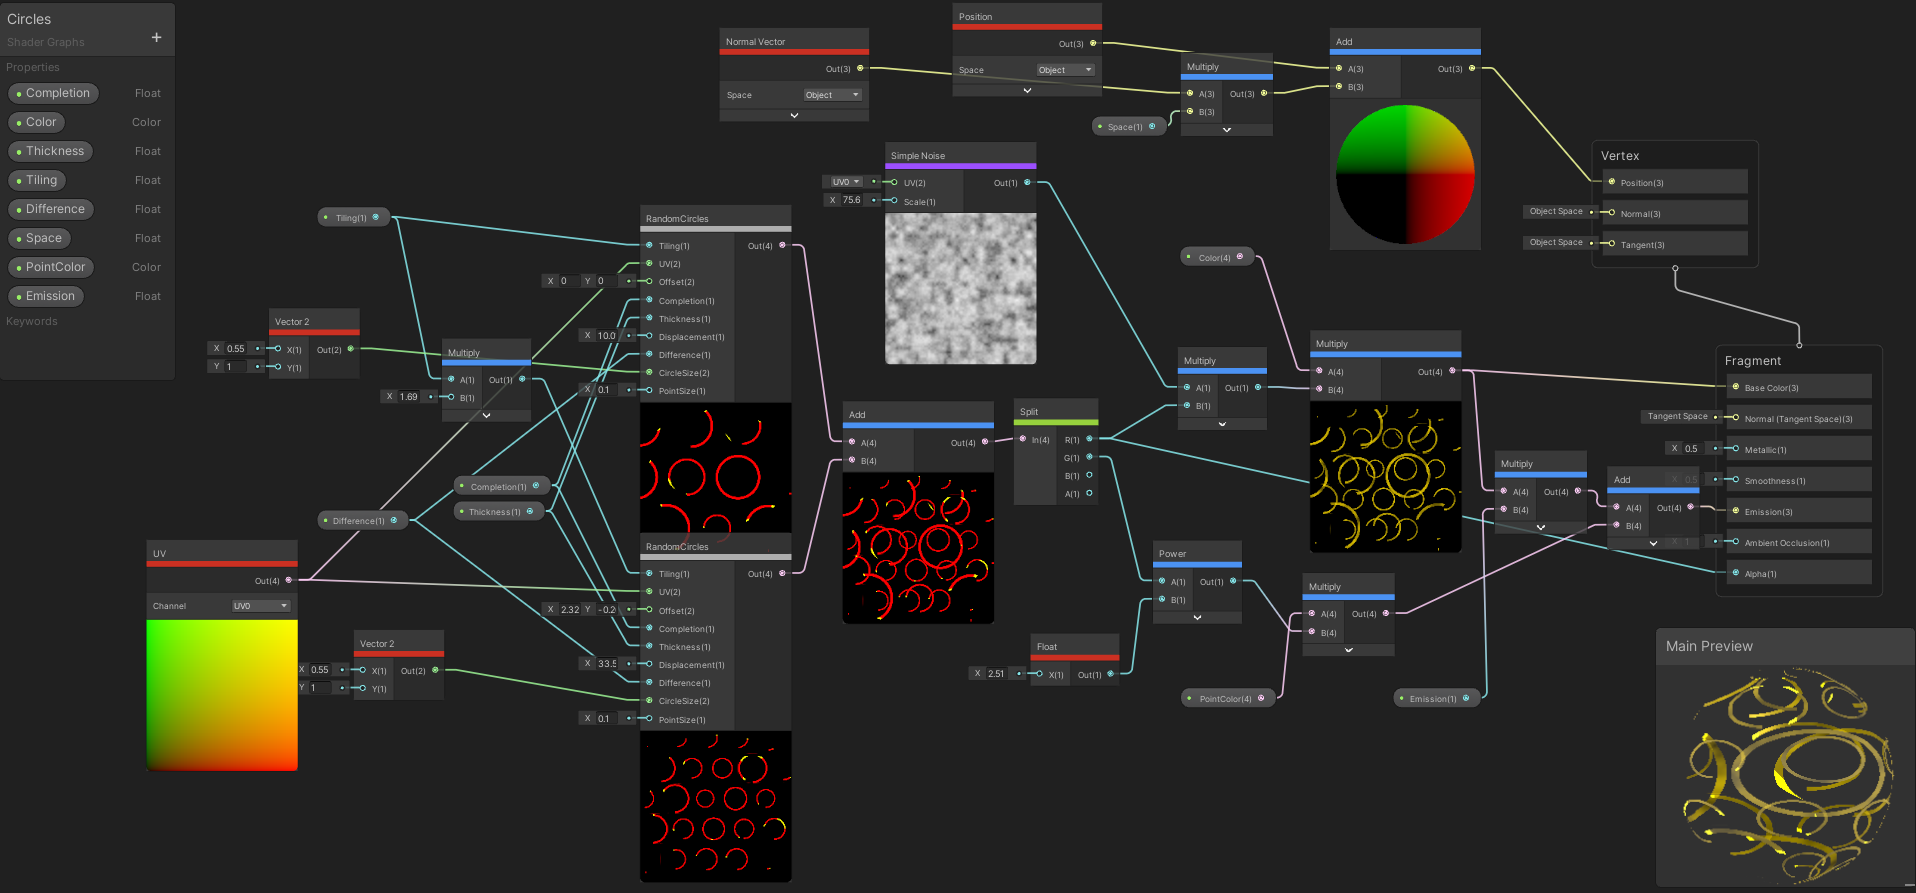 Circles
Shader Graphs
+
Properties
Completion Float
Color Color
Thickness Float
Tiling Float
Difference Float
Space Float
PointColor Color
Emission Float
Keywords
Normal Vector
Out(3)
Space Object
Position
Out(3)
Space Object
Multiply
A(3) Out(3)
B(3)
Space(1)
Add
A(3) Out(3)
B(3)
Vertex
Position(3)
Object Space Normal(3)
Object Space Tangent(3)
Simple Noise
UV0 UV(2) Out(1)
X 75.6 Scale(1)
Tiling(1)
Vector 2
X 0.55 X(1) Out(2)
Y 1 Y(1)
Multiply
A(1) Out(1)
X 1.69 B(1)
Completion(1)
Thickness(1)
Difference(1)
UV
Out(4)
Channel UV0
Vector 2
X 0.55 X(1) Out(2)
Y 1 Y(1)
RandomCircles
Tiling(1) Out(4)
UV(2)
X 0 Y 0 Offset(2)
Completion(1)
Thickness(1)
X 10.0 Displacement(1)
Difference(1)
CircleSize(2)
X 0.1 PointSize(1)
RandomCircles
Tiling(1) Out(4)
UV(2)
X 2.32 Y -0.2 Offset(2)
Completion(1)
Thickness(1)
X 33.5 Displacement(1)
Difference(1)
CircleSize(2)
X 0.1 PointSize(1)
Add
A(4) Out(4)
B(4)
Split
In(4) R(1)
G(1)
B(1)
A(1)
Color(4)
Multiply
A(1) Out(1)
B(1)
Multiply
A(4) Out(4)
B(4)
Power
A(1) Out(1)
B(1)
Float
X 2.51 X(1) Out(1)
Multiply
A(4) Out(4)
B(4)
PointColor(4)
Emission(1)
Multiply
A(4) Out(4)
B(4)
Add
A(4) Out(4)
B(4)
Fragment
Base Color(3)
Tangent Space Normal (Tangent Space)(3)
X 0.5 Metallic(1)
X 0.5 Smoothness(1)
Emission(3)
X 1 Ambient Occlusion(1)
Alpha(1)
Main Preview